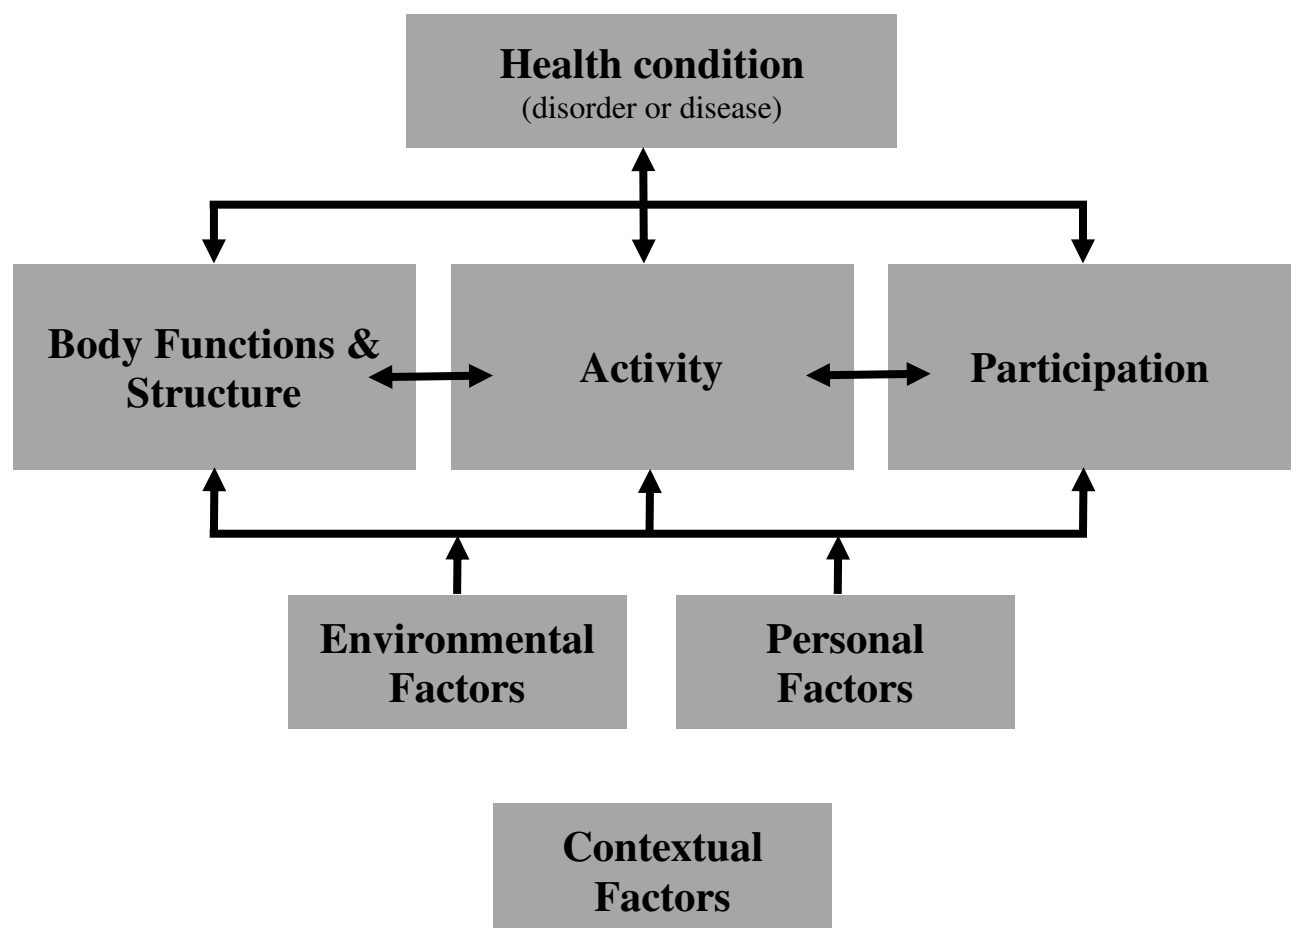 Health condition
(disorder or disease)
Body Functions &
Structure
Activity
Participation
Environmental
Factors
Personal
Factors
Contextual
Factors